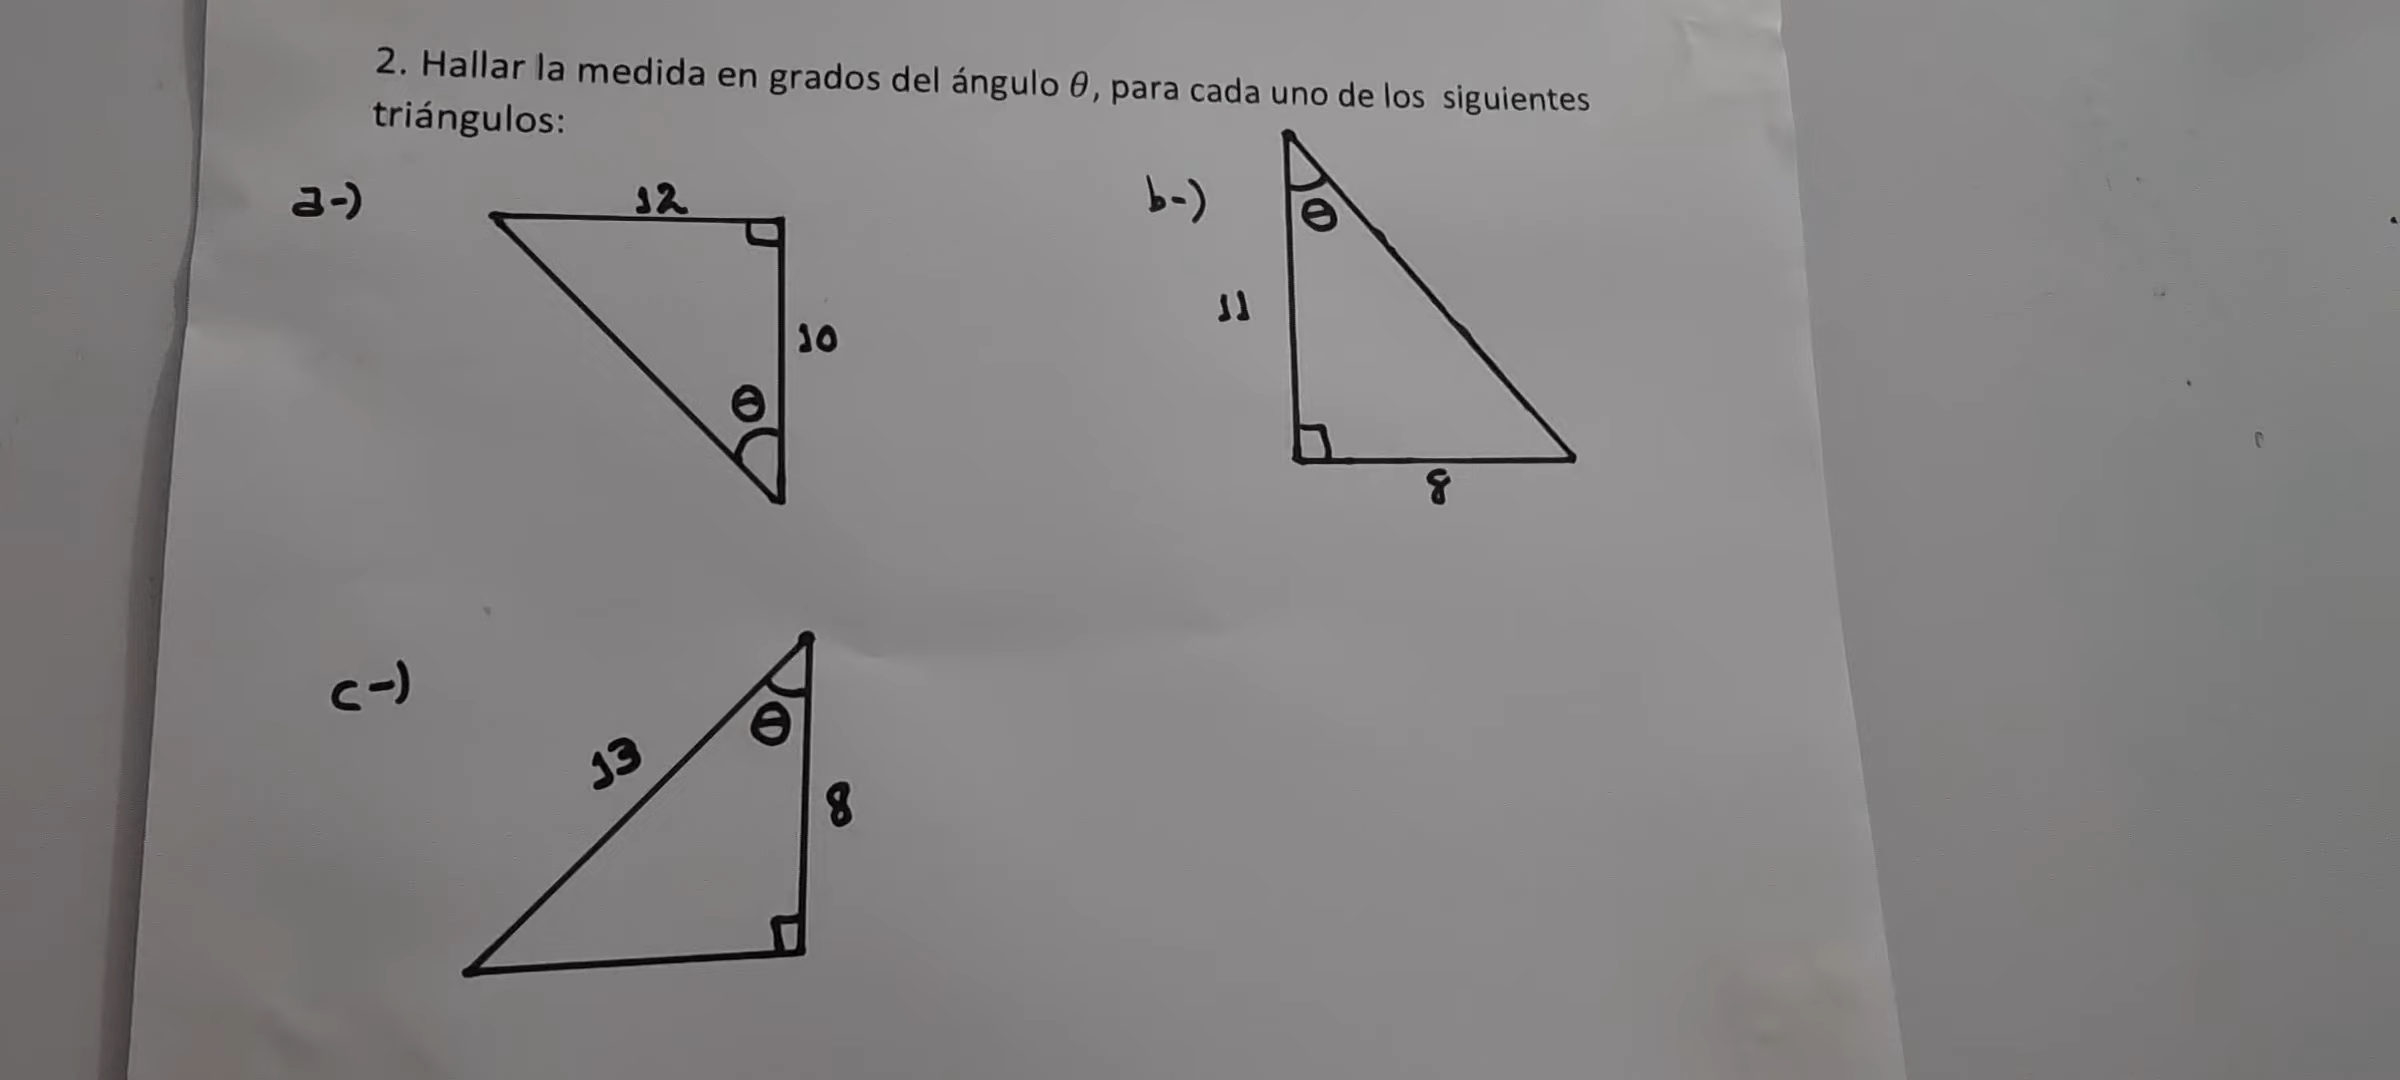 2. Hallar la medida en grados del ángulo θ, para cada uno de los siguientes
triángulos:
a-)
12
10
θ
b-)
θ
11
8
c-)
13
θ
8